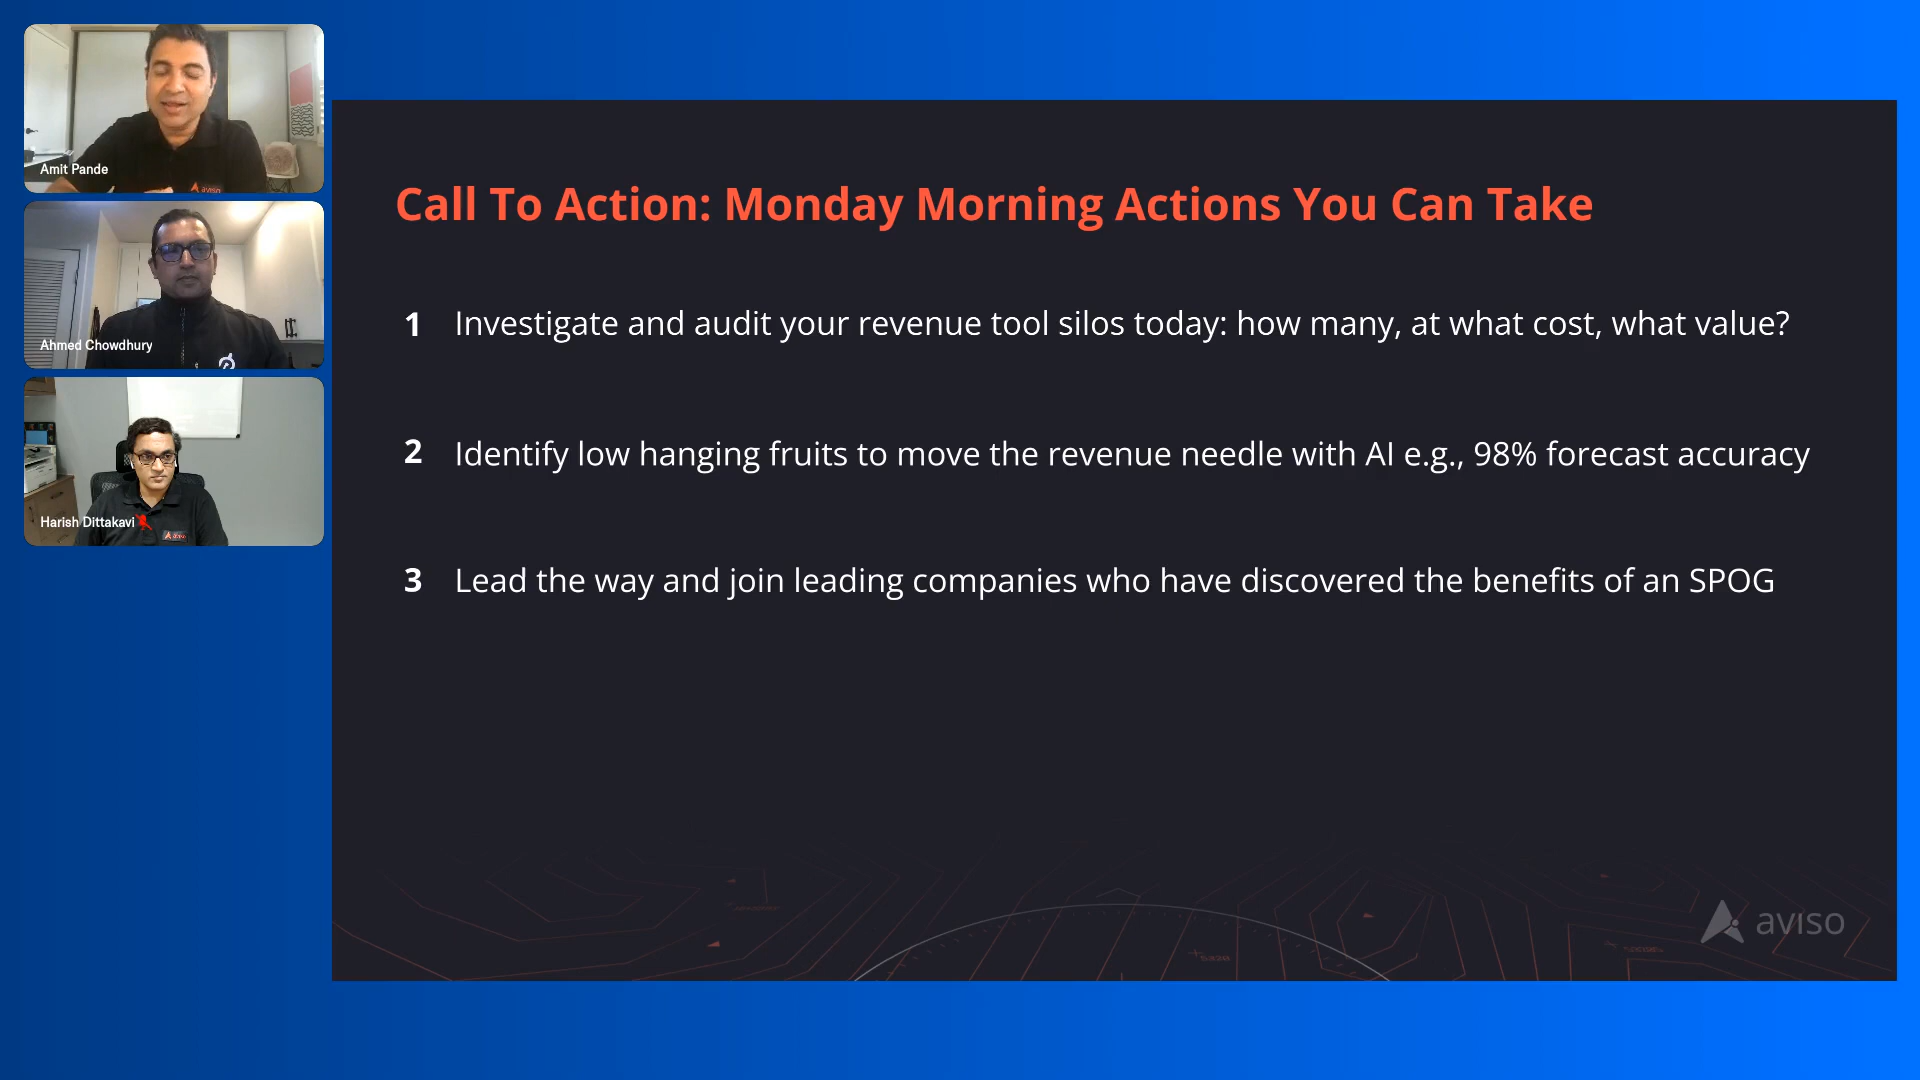 Amit Pande
aviso
Ahmed Chowdhury
Harish Dittakavi
aviso
Call To Action: Monday Morning Actions You Can Take
1 Investigate and audit your revenue tool silos today: how many, at what cost, what value?
2 Identify low hanging fruits to move the revenue needle with AI e.g., 98% forecast accuracy
3 Lead the way and join leading companies who have discovered the benefits of an SPOG
aviso